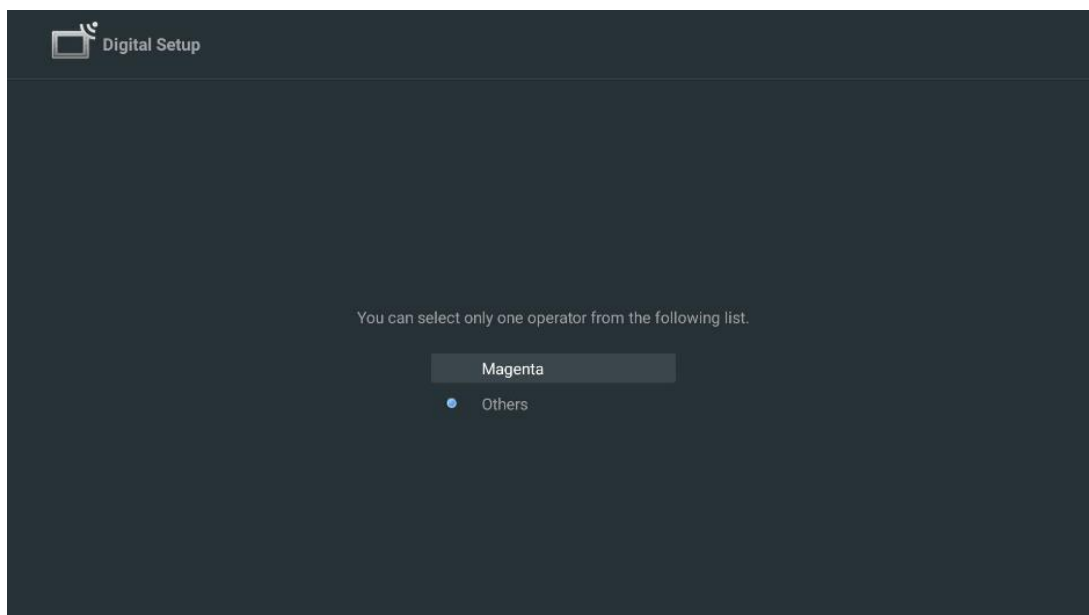 Digital Setup
You can select only one operator from the following list.
Magenta
Others